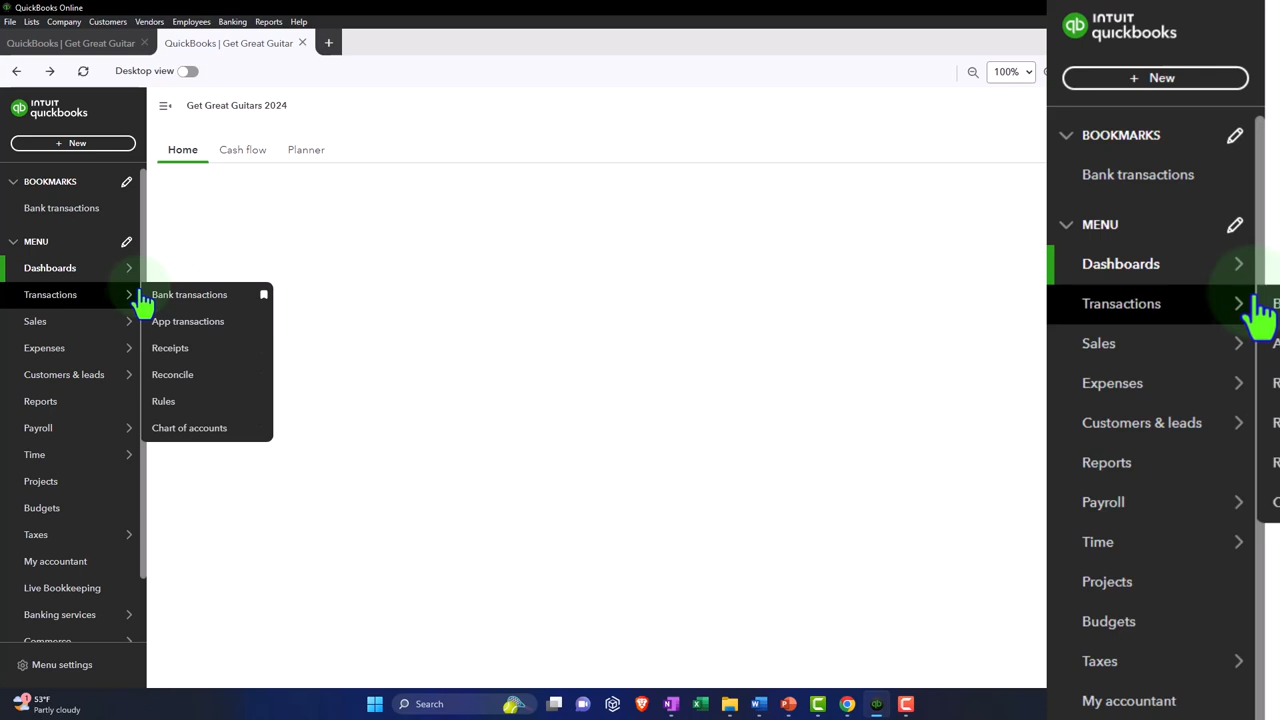 QuickBooks Online
File Lists Company Customers Vendors Employees Banking Reports Help
QuickBooks | Get Great Guitar
QuickBooks | Get Great Guitar
Desktop view
100%
INTUIT
quickbooks
Get Great Guitars 2024
+ New
Home Cash flow Planner
BOOKMARKS
Bank transactions
MENU
Dashboards
Transactions
Bank transactions
Sales
App transactions
Expenses
Receipts
Customers & leads
Reconcile
Reports
Rules
Payroll
Chart of accounts
Time
Projects
Budgets
Taxes
My accountant
Live Bookkeeping
Banking services
Commerce
Menu settings
1
53°F
Partly cloudy
Search
INTUIT
quickbooks
+ New
BOOKMARKS
Bank transactions
MENU
Dashboards
Transactions
Sales
Expenses
Customers & leads
Reports
Payroll
Time
Projects
Budgets
Taxes
My accountant